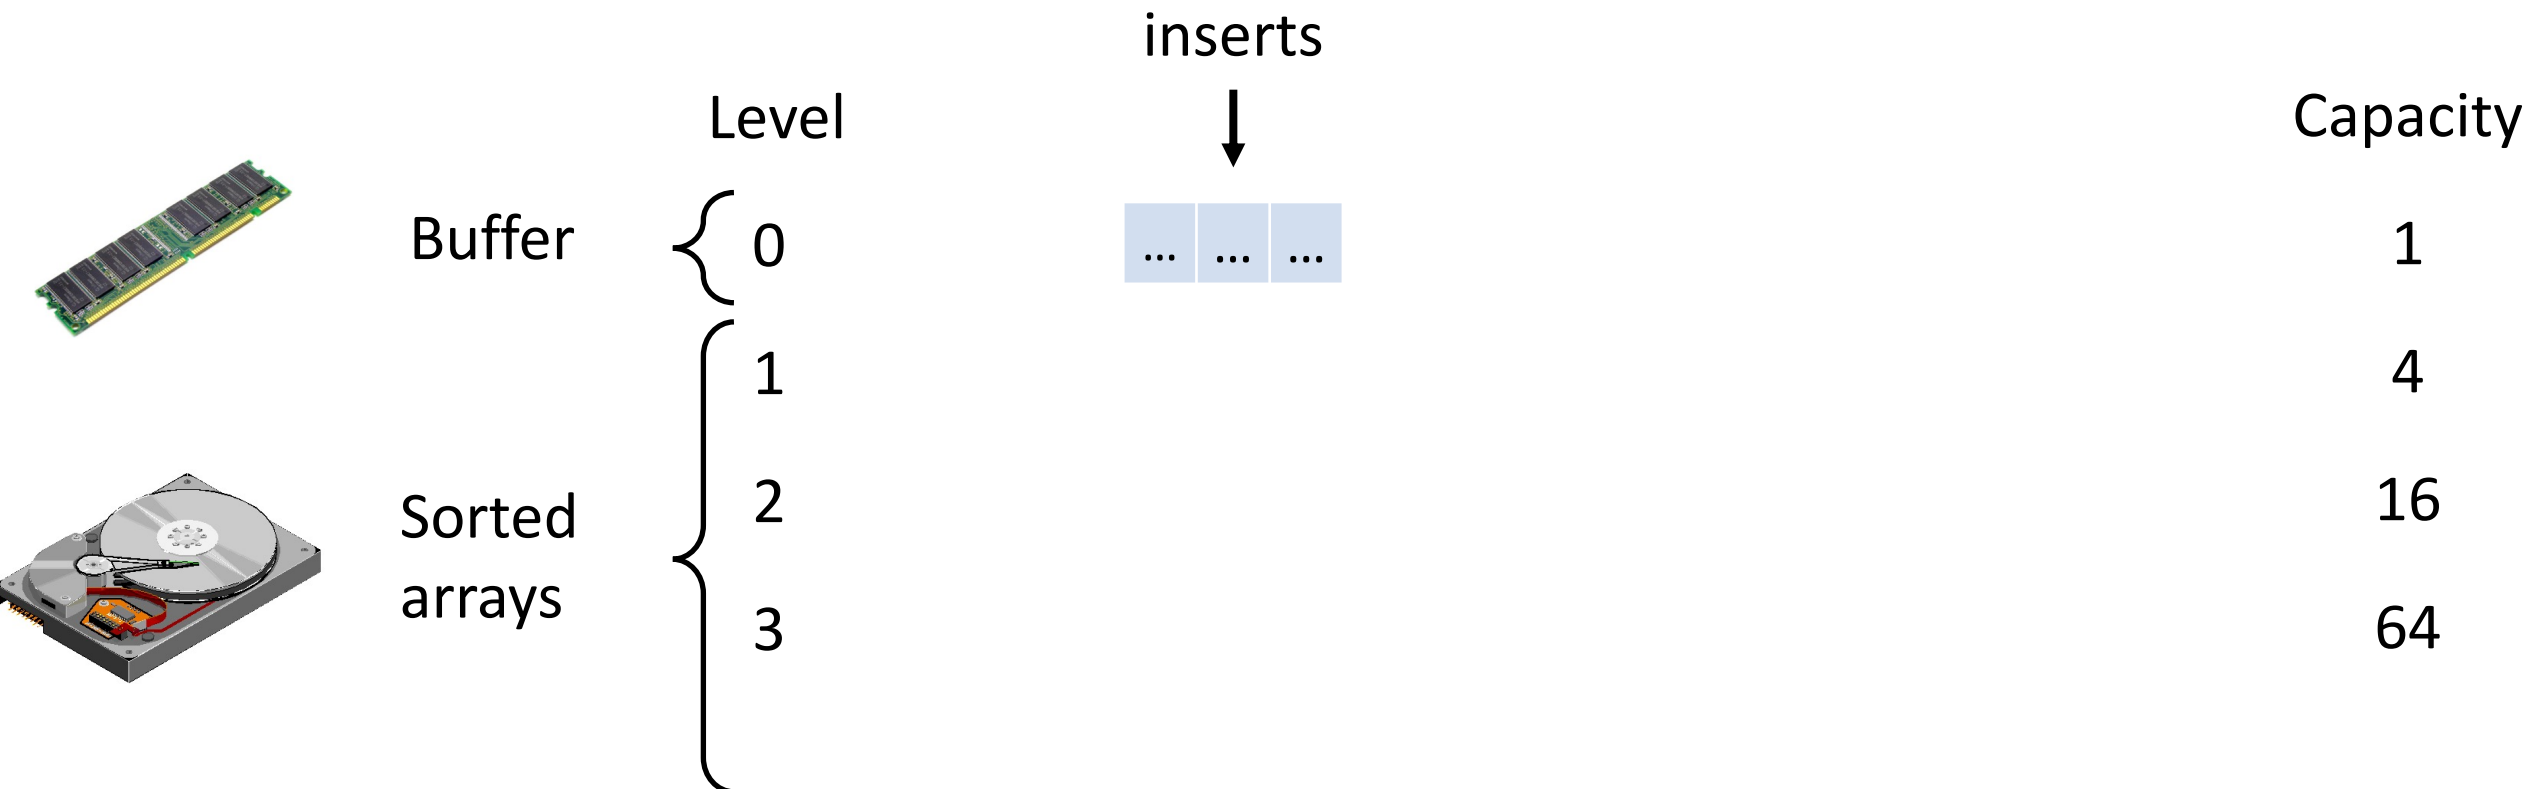 inserts
Level
Capacity
Buffer
0
... ... ...
1
1
4
Sorted
arrays
2
16
3
64